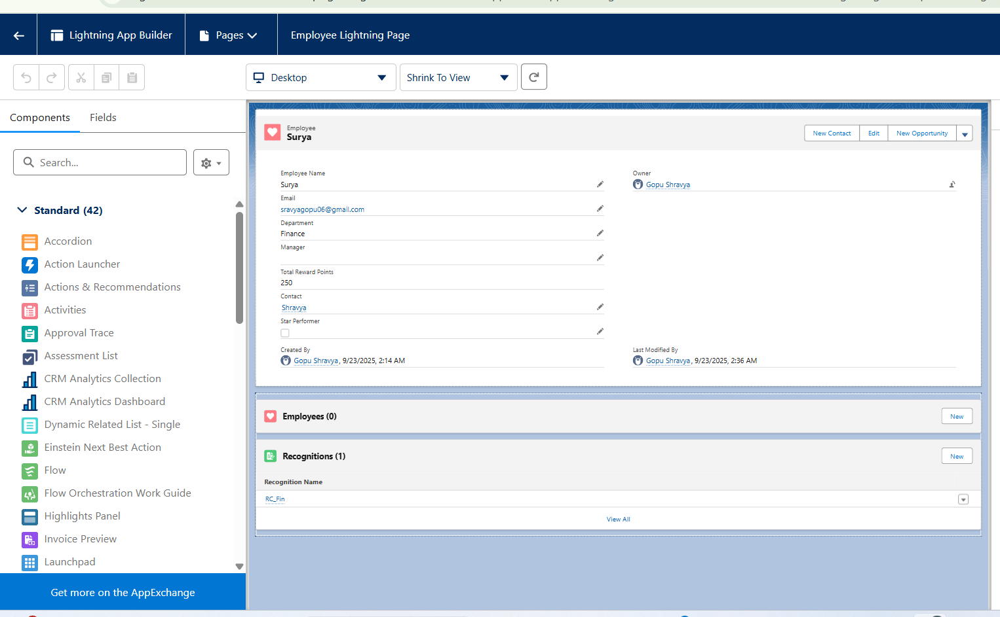 Lightning App Builder
Pages
Employee Lightning Page
Desktop
Shrink To View
Components
Fields
Search...
Standard (42)
Accordion
Action Launcher
Actions & Recommendations
Activities
Approval Trace
Assessment List
CRM Analytics Collection
CRM Analytics Dashboard
Dynamic Related List - Single
Einstein Next Best Action
Flow
Flow Orchestration Work Guide
Highlights Panel
Invoice Preview
Launchpad
Get more on the AppExchange
Employee
Surya
New Contact
Edit
New Opportunity
Employee Name
Surya
Owner
Gopu Shravya
Email
sravyagopu06@gmail.com
Department
Finance
Manager
Total Reward Points
250
Contact
Shravya
Star Performer
Created By
Gopu Shravya, 9/23/2025, 2:14 AM
Last Modified By
Gopu Shravya, 9/23/2025, 2:36 AM
Employees (0)
New
Recognitions (1)
New
Recognition Name
RC_Fin
View All